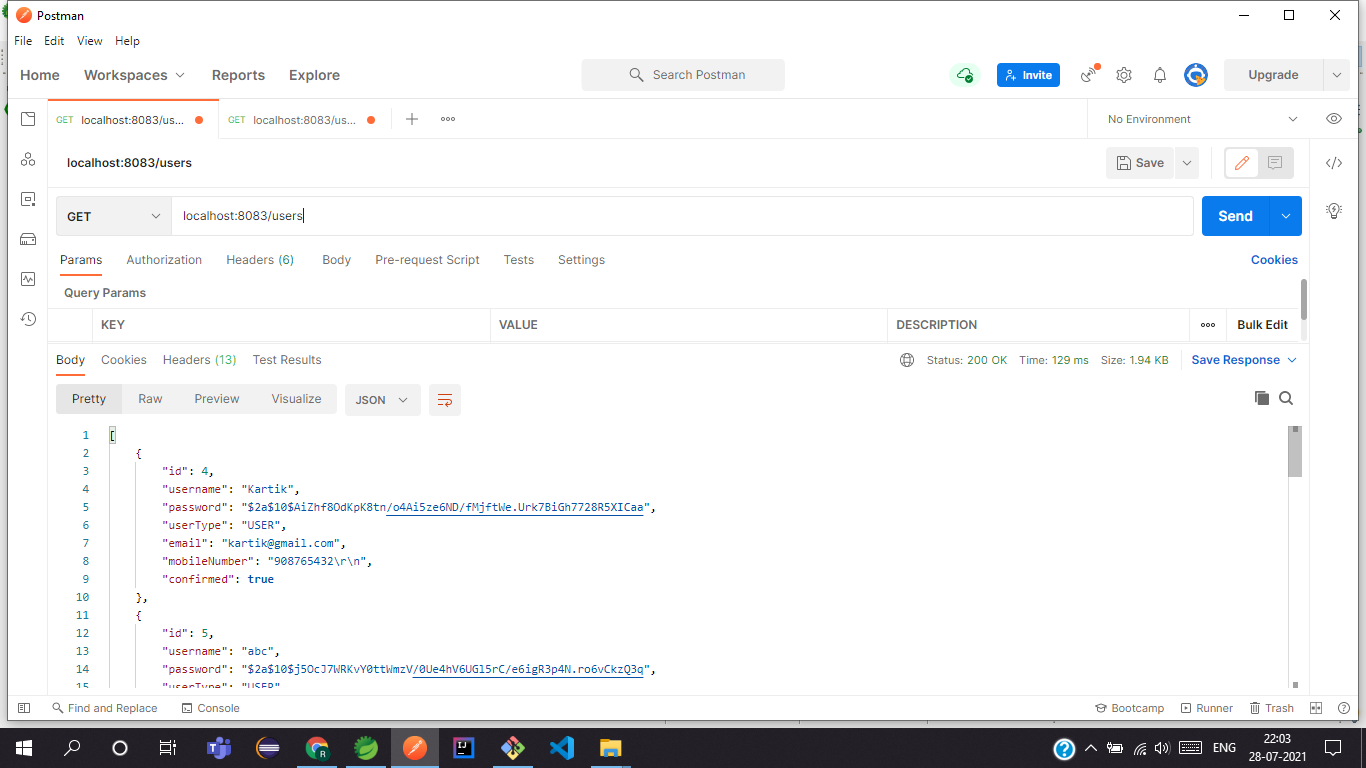 Postman
File Edit View Help
Home Workspaces Reports Explore Search Postman Invite Upgrade
GET localhost:8083/us... GET localhost:8083/us... No Environment
localhost:8083/users Save
GET localhost:8083/users Send
Params Authorization Headers (6) Body Pre-request Script Tests Settings Cookies
Query Params
KEY VALUE DESCRIPTION Bulk Edit
Body Cookies Headers (13) Test Results Status: 200 OK Time: 129 ms Size: 1.94 KB Save Response
Pretty Raw Preview Visualize JSON
1 [
2 {
3 "id": 4,
4 "username": "Kartik",
5 "password": "$2a$10$AiZhf8OdKpK8tn/o4Ai5ze6ND/fMjftWe.Urk7BiGh7728R5XICaa",
6 "userType": "USER",
7 "email": "kartik@gmail.com",
8 "mobileNumber": "908765432\r\n",
9 "confirmed": true
10 },
11 {
12 "id": 5,
13 "username": "abc",
14 "password": "$2a$10$j5OcJ7WRKvY0ttWmzV/0Ue4hV6UGl5rC/e6igR3p4N.ro6vCkzQ3q",
15 "userType": "USER"
Find and Replace Console Bootcamp Runner Trash
ENG 22:03
28-07-2021